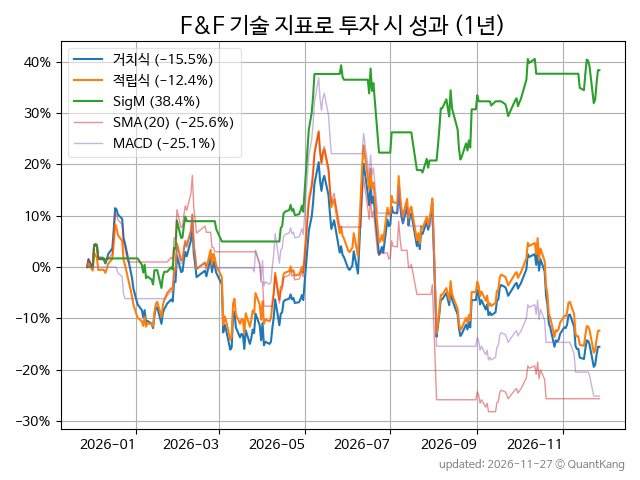 F&F 기술 지표로 투자 시 성과 (1년)
40%
30%
20%
10%
0%
−10%
−20%
−30%
거치식 (−15.5%)
적립식 (−12.4%)
SigM (38.4%)
SMA(20) (−25.6%)
MACD (−25.1%)
2026-01
2026-03
2026-05
2026-07
2026-09
2026-11
updated: 2026-11-27 © QuantKang